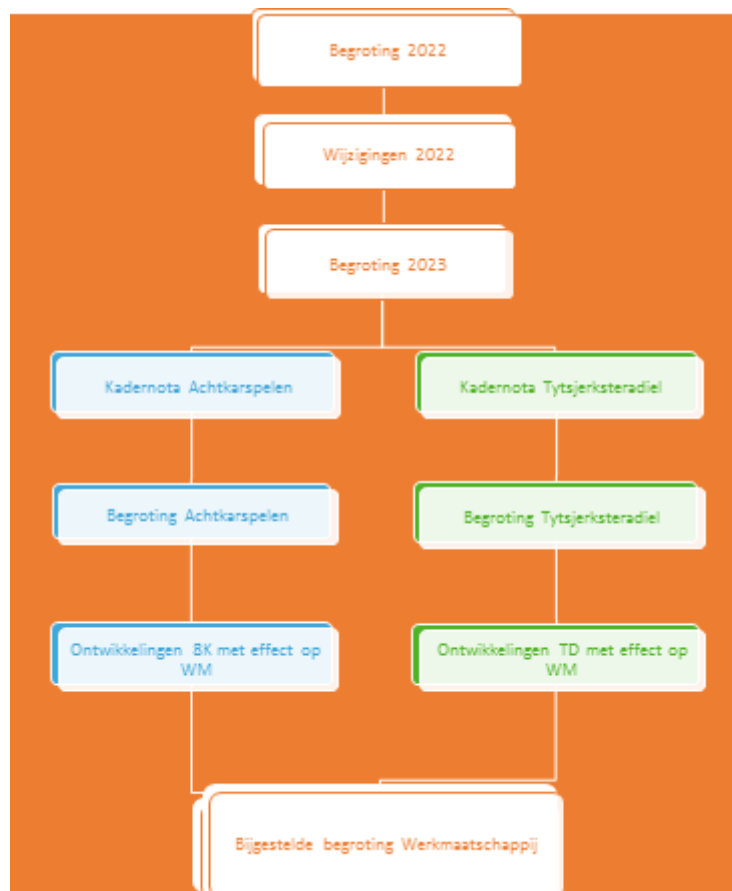 Begroting 2022
Wijzigingen 2022
Begroting 2023
Kadernota Achtkarspelen
Kadernota Tytsjerksteradiel
Begroting Achtkarspelen
Begroting Tytsjerksteradiel
Ontwikkelingen 8K met effect op
WM
Ontwikkelingen TD met effect op
WM
Bijgestelde begroting Werkmaatschappij